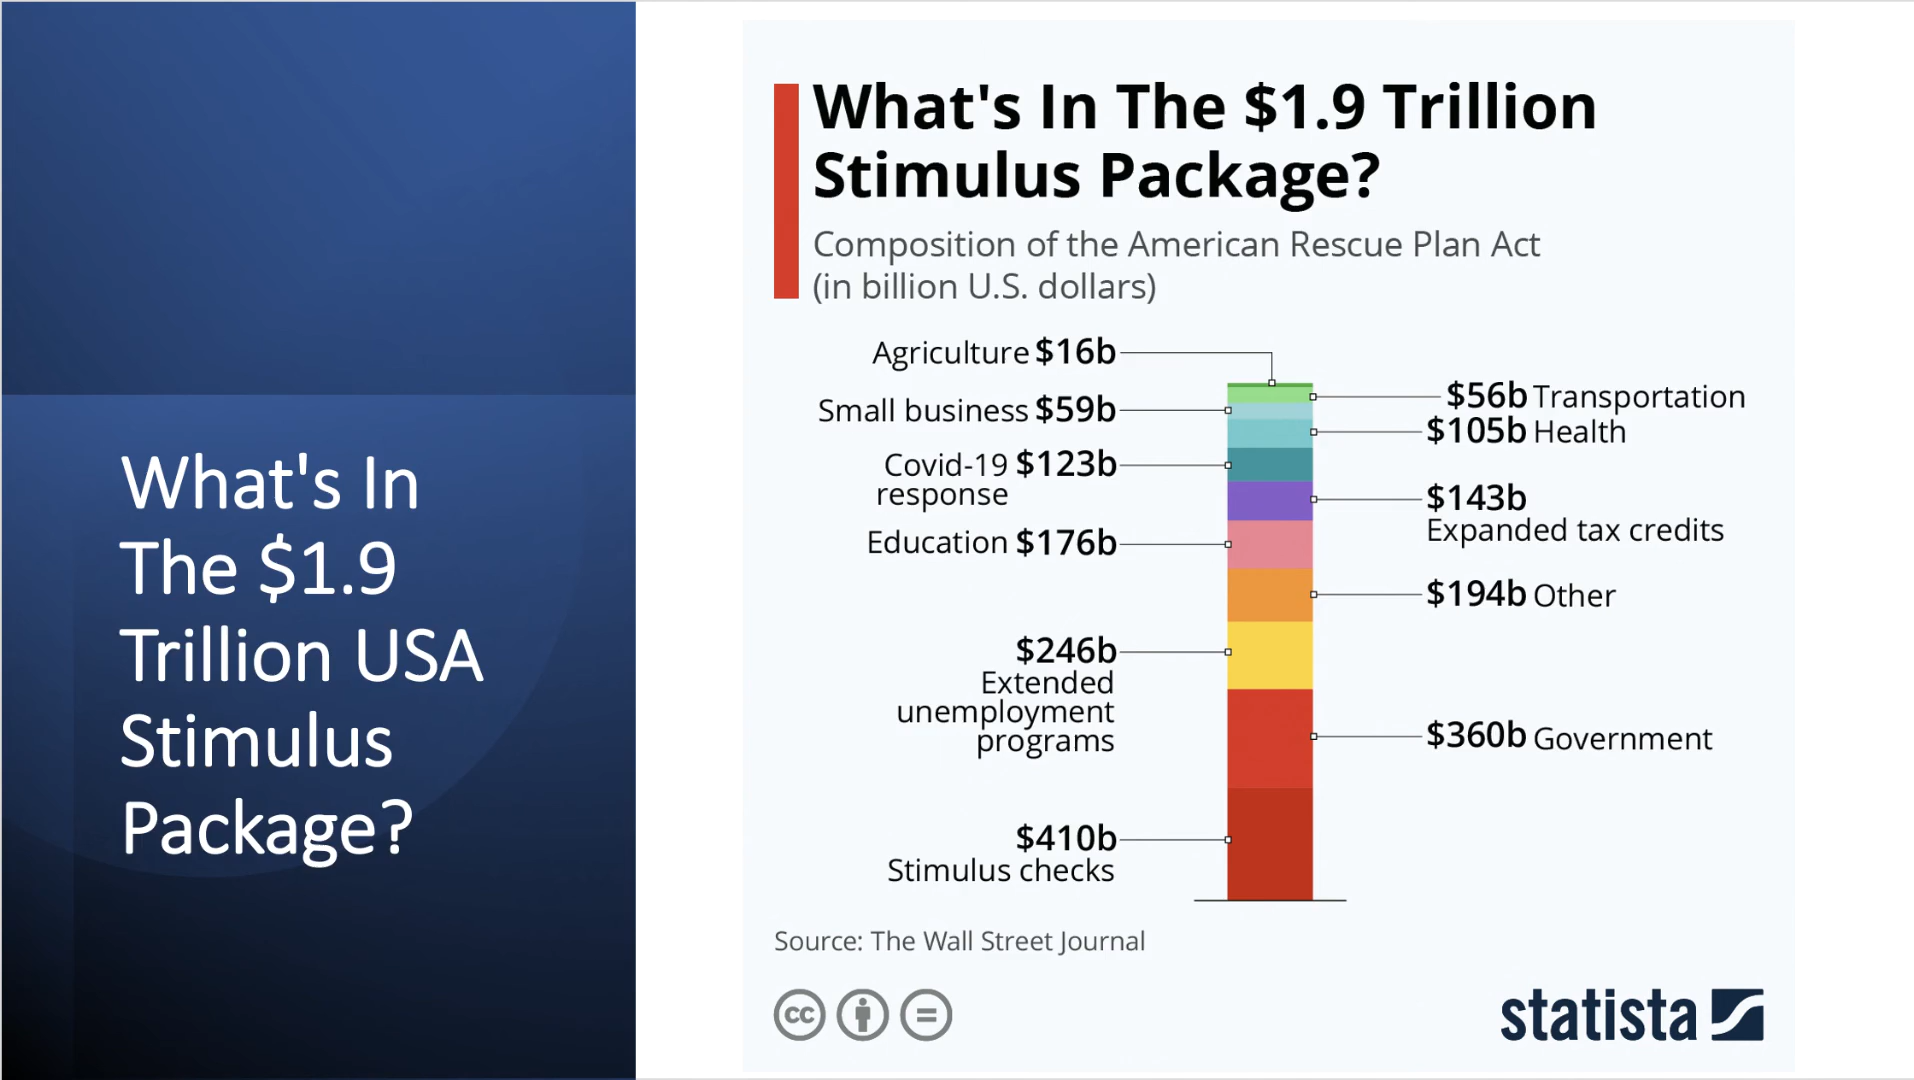 What's In
The $1.9
Trillion USA
Stimulus
Package?
What's In The $1.9 Trillion
Stimulus Package?
Composition of the American Rescue Plan Act
(in billion U.S. dollars)
Agriculture $16b
$56b Transportation
Small business $59b
$105b Health
Covid-19 $123b
response
$143b
Expanded tax credits
Education $176b
$194b Other
$246b
Extended
unemployment
programs
$360b Government
$410b
Stimulus checks
Source: The Wall Street Journal
cc =
statista